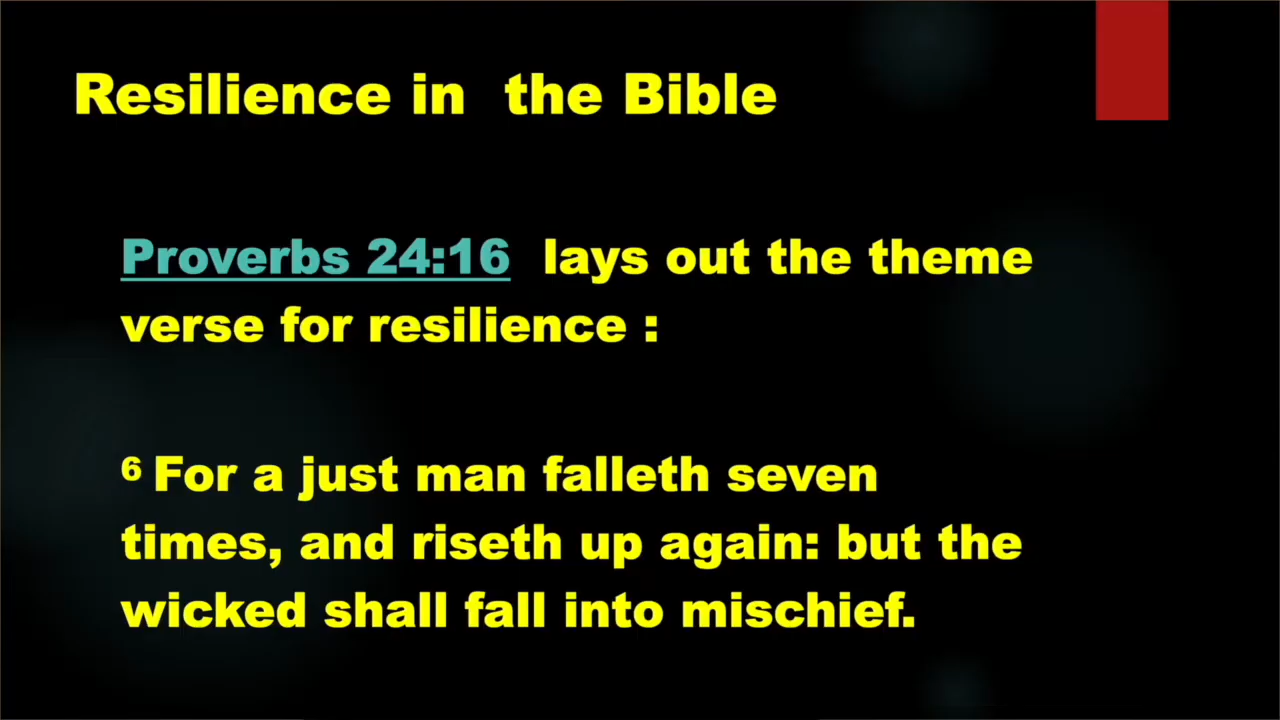 Resilience in  the Bible
Proverbs 24:16  lays out the theme
verse for resilience :
⁶ For a just man falleth seven
times, and riseth up again: but the
wicked shall fall into mischief.